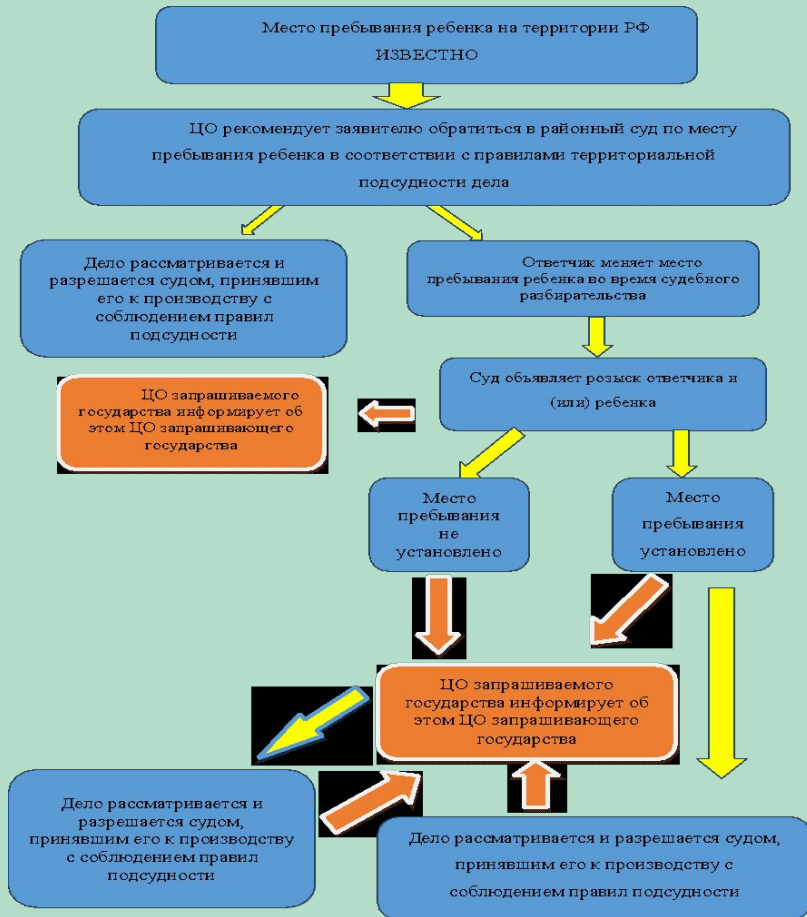 Место пребывания ребенка на территории РФ
ИЗВЕСТНО
ЦО рекомендует заявителю обратиться в районный суд по месту
пребывания ребенка в соответствии с правилами территориальной
подсудности дела
Дело рассматривается и
разрешается судом, принявшим
его к производству с
соблюдением правил
подсудности
Ответчик меняет место
пребывания ребенка во время судебного
разбирательства
Суд объявляет розыск ответчика и
(или) ребенка
ЦО запрашиваемого
государства информирует об
этом ЦО запрашивающего
государства
Место
пребывания
не
установлено
Место
пребывания
установлено
ЦО запрашиваемого
государства информирует об
этом ЦО запрашивающего
государства
Дело рассматривается и
разрешается судом,
принявшим его к производству
с соблюдением правил
подсудности
Дело рассматривается и разрешается судом,
принявшим его к производству с
соблюдением правил подсудности